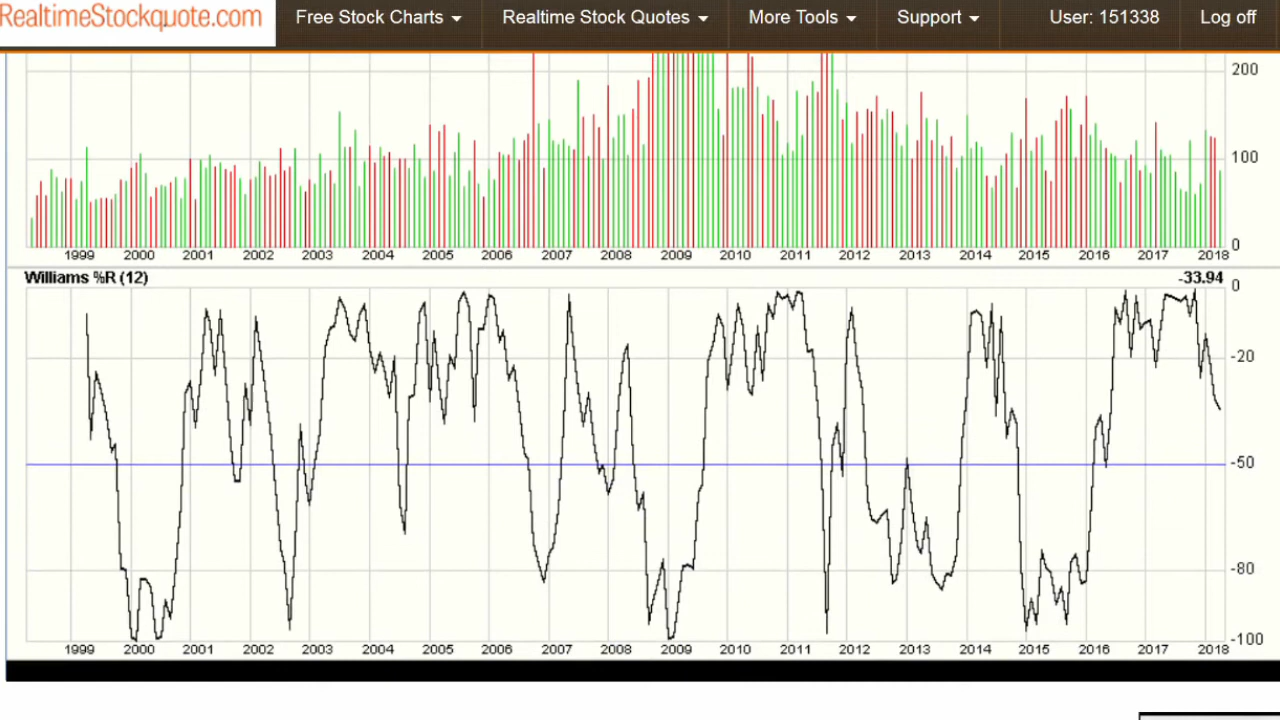 RealtimeStockquote.com Free Stock Charts Realtime Stock Quotes More Tools Support User: 151338 Log off
200
100
0
1999 2000 2001 2002 2003 2004 2005 2006 2007 2008 2009 2010 2011 2012 2013 2014 2015 2016 2017 2018
Williams %R (12) -33.94
0
-20
-50
-80
-100
1999 2000 2001 2002 2003 2004 2005 2006 2007 2008 2009 2010 2011 2012 2013 2014 2015 2016 2017 2018